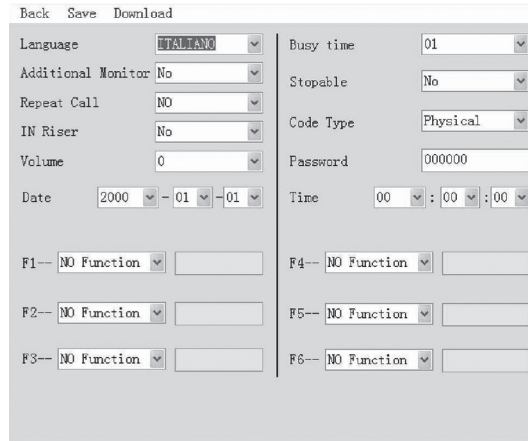 Back Save Download
Language ITALIANO
Additional Monitor No
Repeat Call NO
IN Riser No
Volume 0
Date 2000 - 01 - 01
F1-- NO Function
F2-- NO Function
F3-- NO Function
Busy time 01
Stopable No
Code Type Physical
Password 000000
Time 00 : 00 : 00
F4-- NO Function
F5-- NO Function
F6-- NO Function